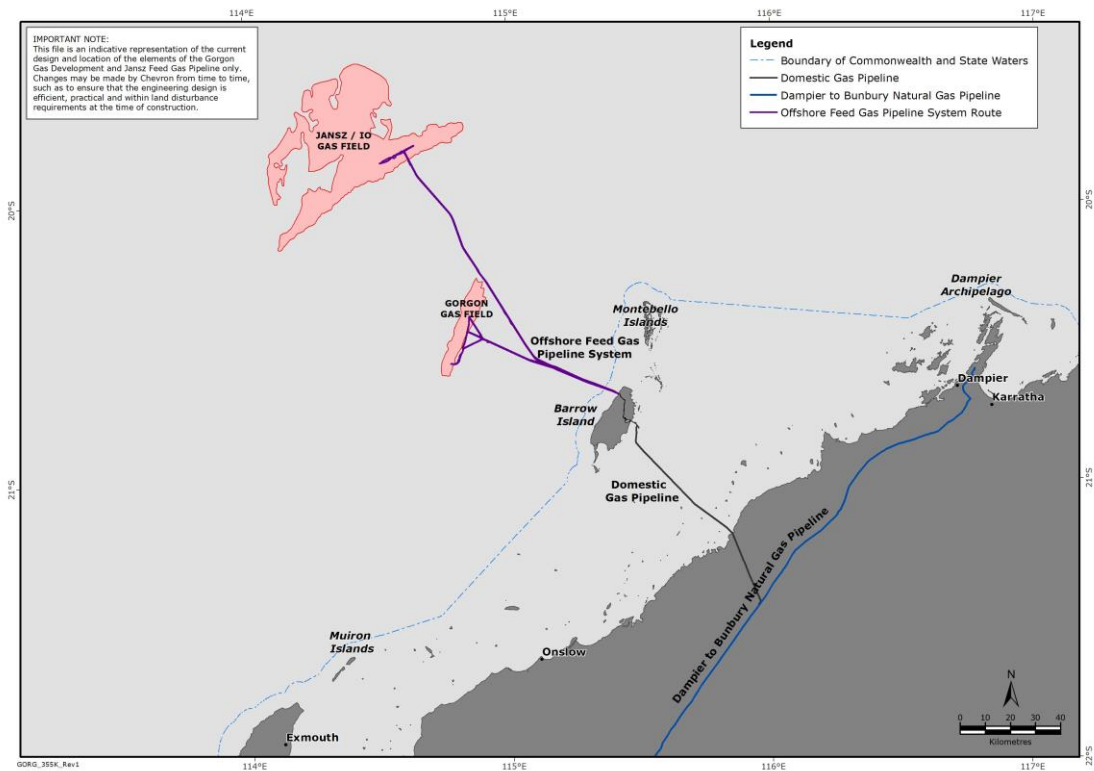 114°E
115°E
116°E
117°E
IMPORTANT NOTE:
This file is an indicative representation of the current
design and location of the elements of the Gorgon
Gas Development and Jansz Feed Gas Pipeline only.
Changes may be made by Chevron from time to time,
such as to ensure that the engineering design is
efficient, practical and within land disturbance
requirements at the time of construction.
Legend
Boundary of Commonwealth and State Waters
Domestic Gas Pipeline
Dampier to Bunbury Natural Gas Pipeline
Offshore Feed Gas Pipeline System Route
JANSZ / IO
GAS FIELD
20°S
20°S
GORGON
GAS FIELD
Dampier
Archipelago
Montebello
Islands
Offshore Feed Gas
Pipeline System
Dampier
Karratha
Barrow
Island
Domestic
Gas Pipeline
21°S
21°S
Dampier to Bunbury Natural Gas Pipeline
Muiron
Islands
Onslow
Exmouth
N
0 10 20 30 40
Kilometres
22°S
GORG_355K_Rev1
114°E
115°E
116°E
117°E